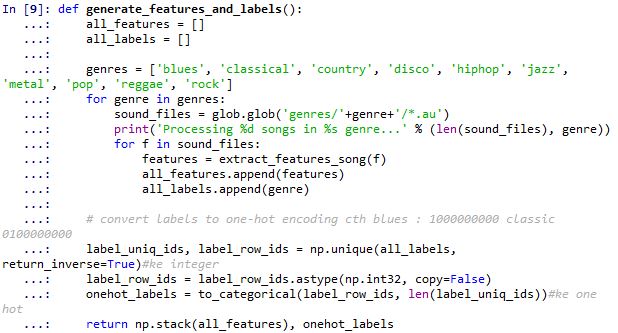 In [9]: def generate_features_and_labels():
   ...:     all_features = []
   ...:     all_labels = []
   ...:
   ...:     genres = ['blues', 'classical', 'country', 'disco', 'hiphop', 'jazz',
'metal', 'pop', 'reggae', 'rock']
   ...:     for genre in genres:
   ...:         sound_files = glob.glob('genres/'+genre+'/*.au')
   ...:         print('Processing %d songs in %s genre...' % (len(sound_files), genre))
   ...:         for f in sound_files:
   ...:             features = extract_features_song(f)
   ...:             all_features.append(features)
   ...:             all_labels.append(genre)
   ...:
   ...:     # convert labels to one-hot encoding cth blues : 1000000000 classic
0100000000
   ...:     label_uniq_ids, label_row_ids = np.unique(all_labels,
return_inverse=True)#ke integer
   ...:     label_row_ids = label_row_ids.astype(np.int32, copy=False)
   ...:     onehot_labels = to_categorical(label_row_ids, len(label_uniq_ids))#ke one
hot
   ...:     return np.stack(all_features), onehot_labels